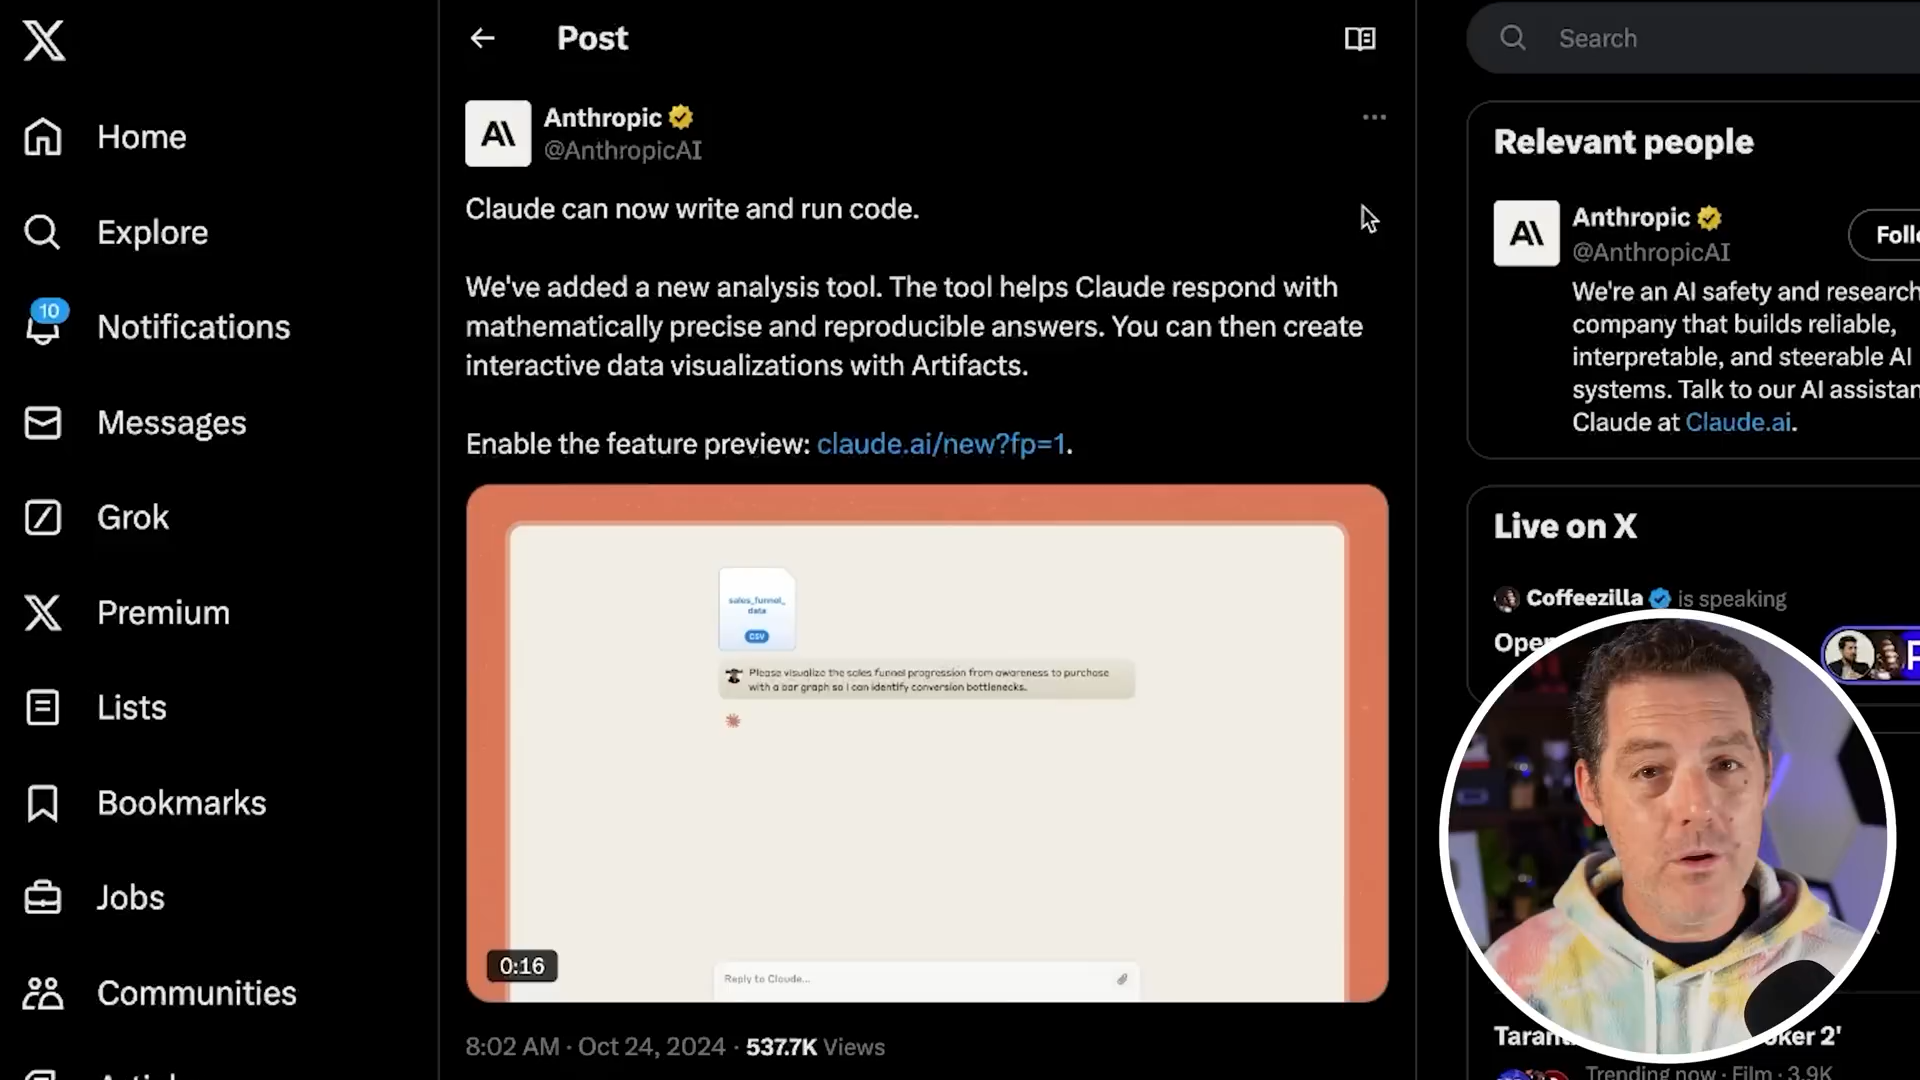 Home
Explore
10
Notifications
Messages
Grok
Premium
Lists
Bookmarks
Jobs
Communities
Post
Anthropic
@AnthropicAI
Claude can now write and run code.
We've added a new analysis tool. The tool helps Claude respond with
mathematically precise and reproducible answers. You can then create
interactive data visualizations with Artifacts.
Enable the feature preview: claude.ai/new?fp=1.
sales_funnel_
data
CSV
Please visualize the sales funnel progression from awareness to purchase
with a bar graph so I can identify conversion bottlenecks.
Reply to Claude...
0:16
8:02 AM · Oct 24, 2024 · 537.7K Views
Search
Relevant people
Anthropic
@AnthropicAI
We're an AI safety and research
company that builds reliable,
interpretable, and steerable AI
systems. Talk to our AI
Claude at Claude.ai.
Live on X
Coffeezilla is speaking
Trending now · Film · 3.9K